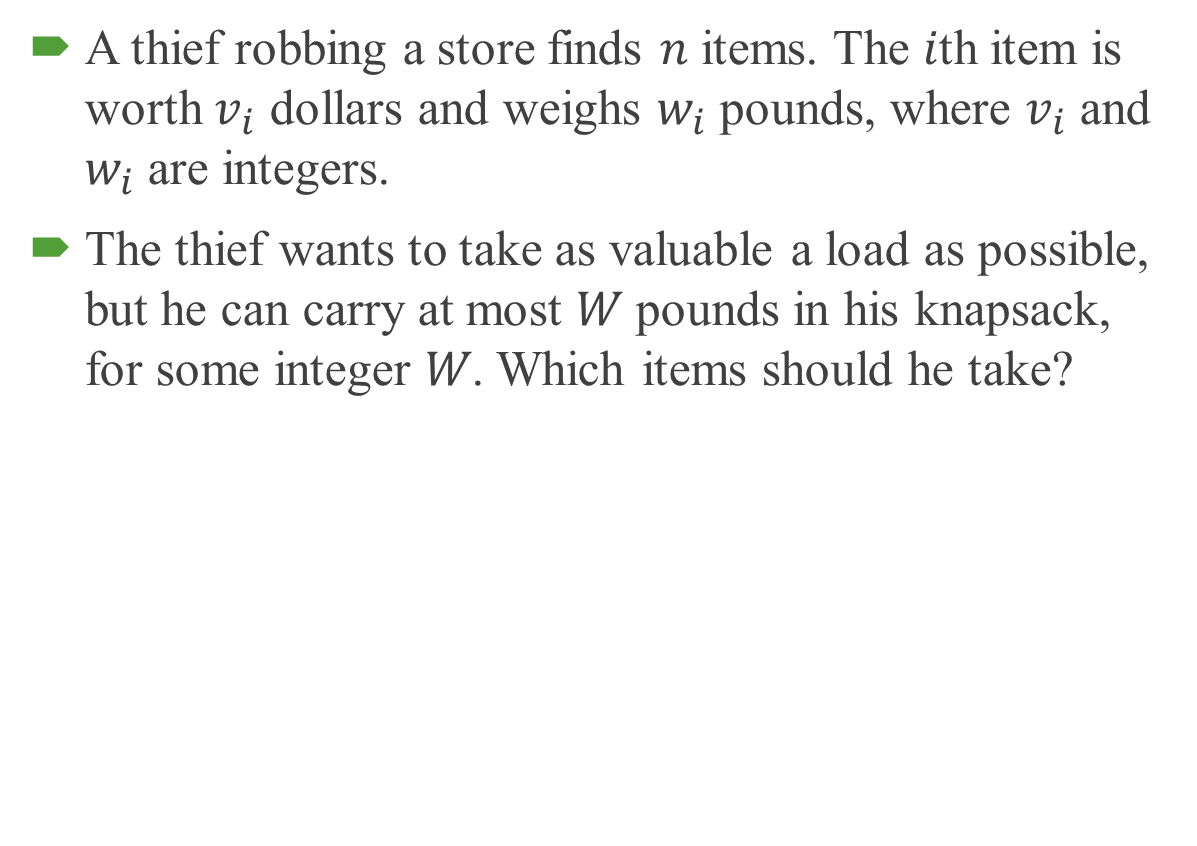 A thief robbing a store finds n items. The ith item is
worth vᵢ dollars and weighs wᵢ pounds, where vᵢ and
wᵢ are integers.
The thief wants to take as valuable a load as possible,
but he can carry at most W pounds in his knapsack,
for some integer W. Which items should he take?